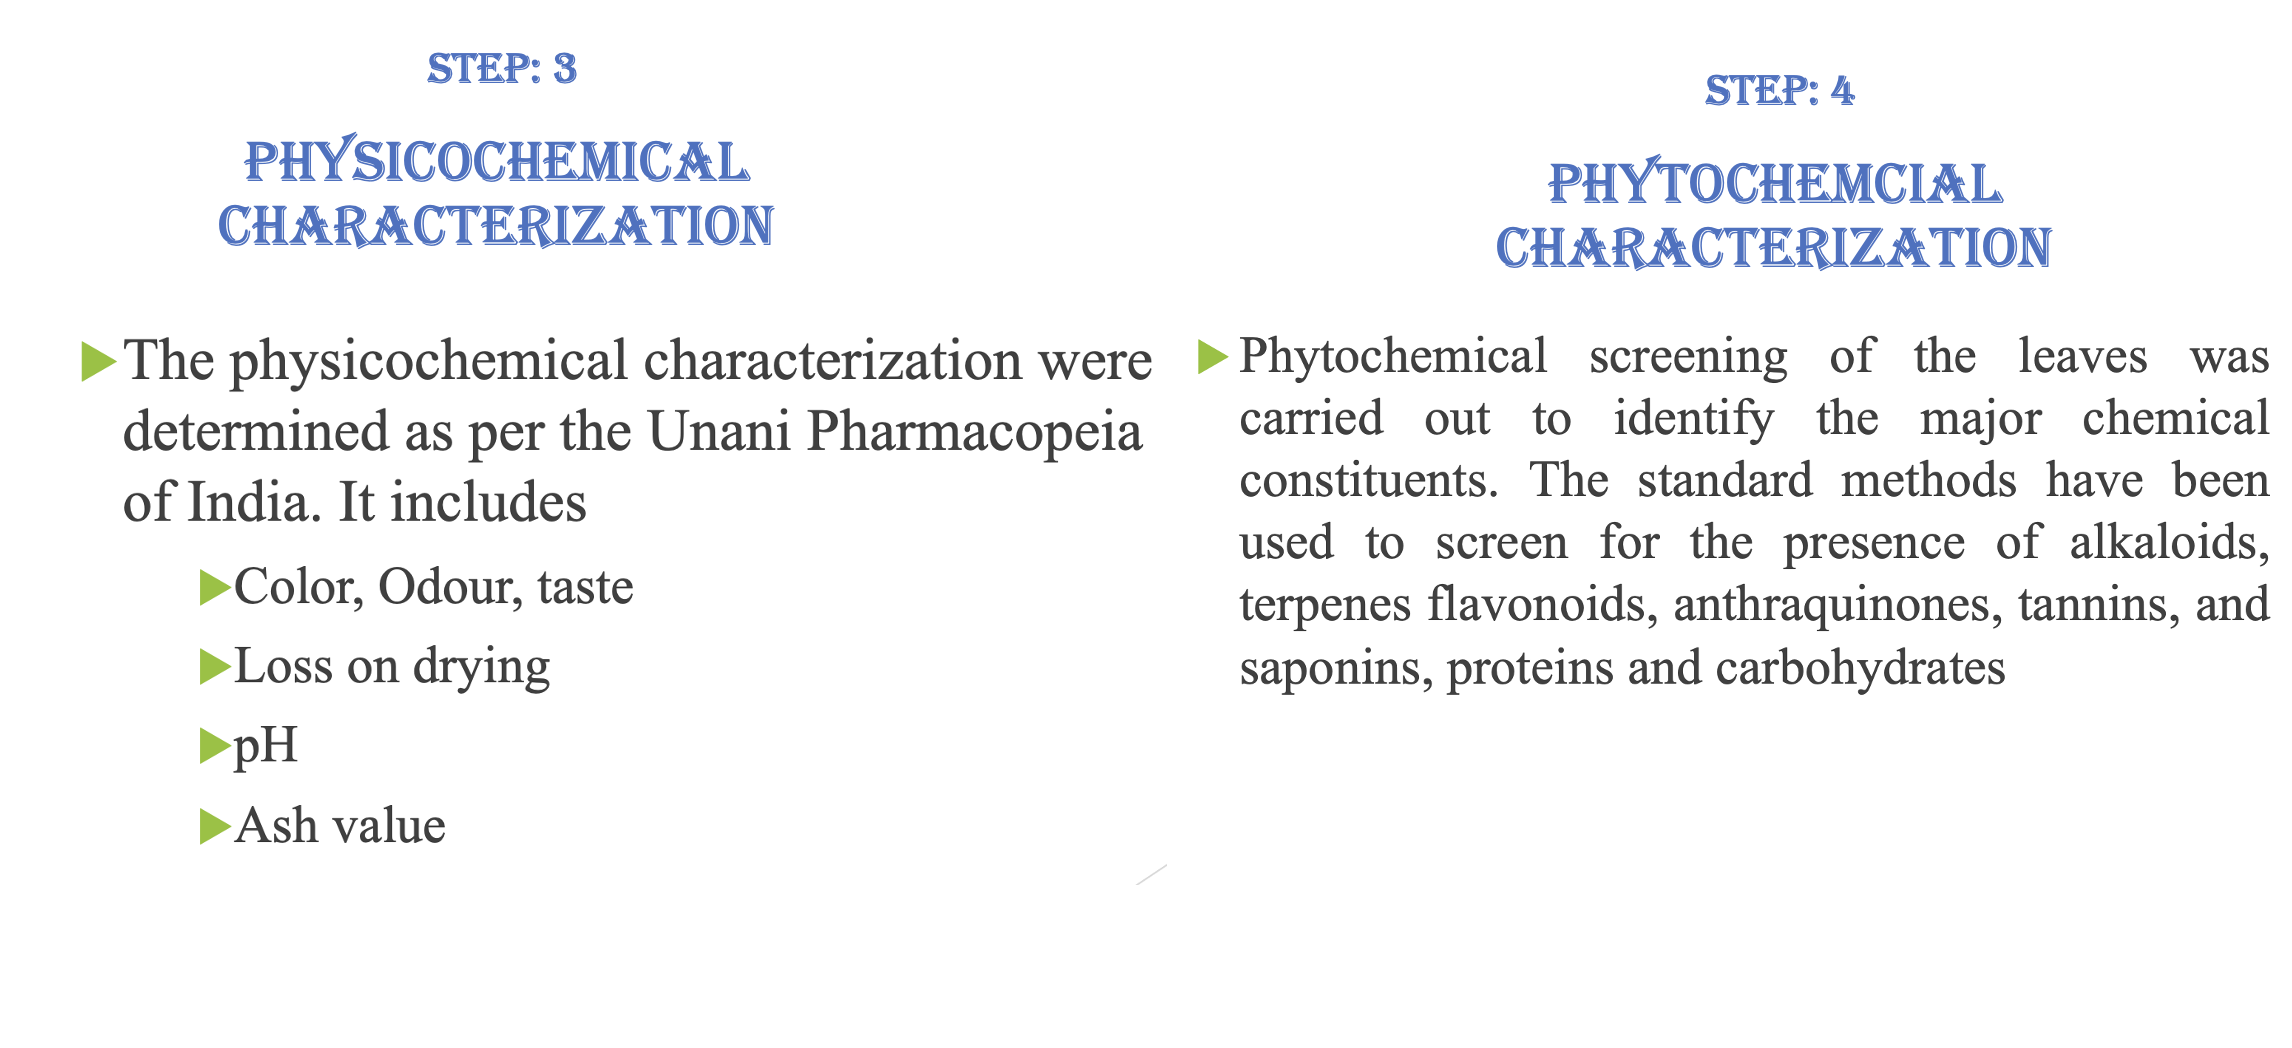 STEP: 3
PHYSICOCHEMICAL
CHARACTERIZATION
The physicochemical characterization were
determined as per the Unani Pharmacopeia
of India. It includes
Color, Odour, taste
Loss on drying
pH
Ash value
STEP: 4
PHYTOCHEMCIAL
CHARACTERIZATION
Phytochemical screening of the leaves was
carried out to identify the major chemical
constituents. The standard methods have been
used to screen for the presence of alkaloids,
terpenes flavonoids, anthraquinones, tannins, and
saponins, proteins and carbohydrates